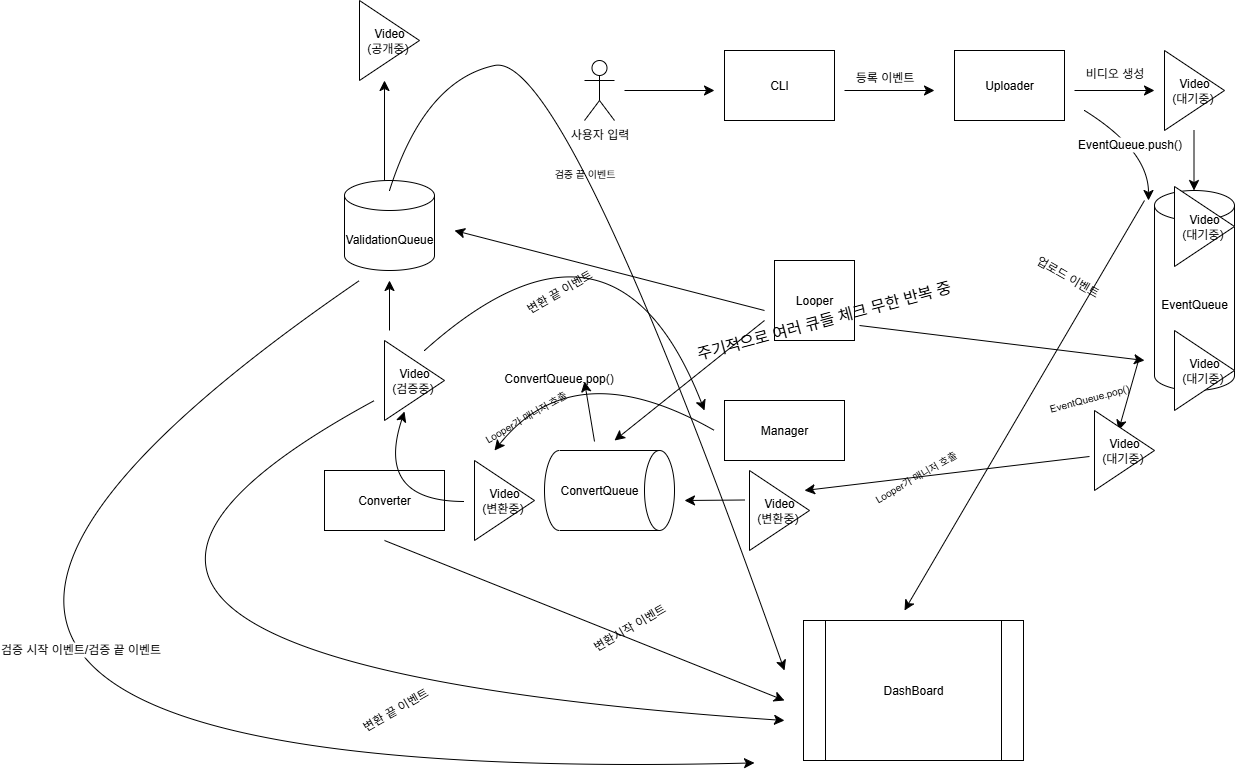 Video
(공개중)
사용자 입력
CLI
등록 이벤트
Uploader
비디오 생성
Video
(대기중)
EventQueue.push()
검증 끝 이벤트
ValidationQueue
Video
(대기중)
업로드 이벤트
변환 끝 이벤트
Looper
주기적으로 여러 큐들 체크 무한 반복 중
EventQueue
Video
(검증중)
ConvertQueue.pop()
Looper가 매니저 호출
Video
(대기중)
EventQueue.pop()
Manager
Video
(대기중)
Converter
Video
(변환중)
ConvertQueue
Video
(변환중)
Looper가 매니저 호출
변환시작 이벤트
검증 시작 이벤트/검증 끝 이벤트
변환 끝 이벤트
DashBoard